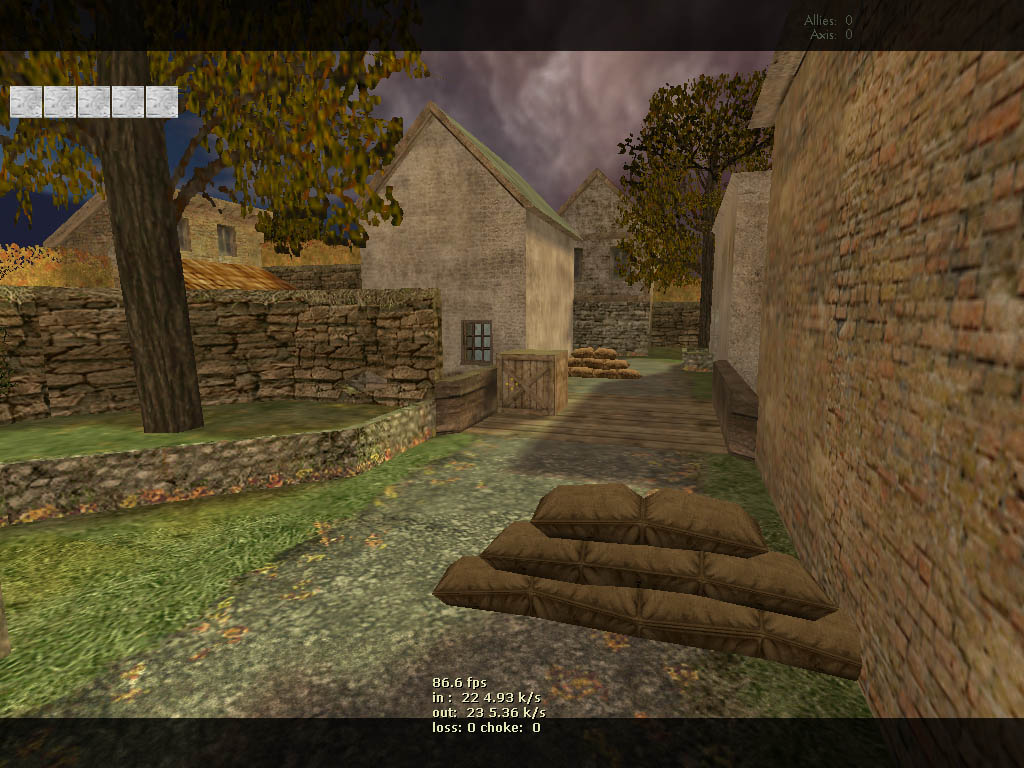 Allies: 0
Axis: 0
86.6 fps
in : 22 4.93 k/s
out: 23 5.36 k/s
loss: 0 choke: 0